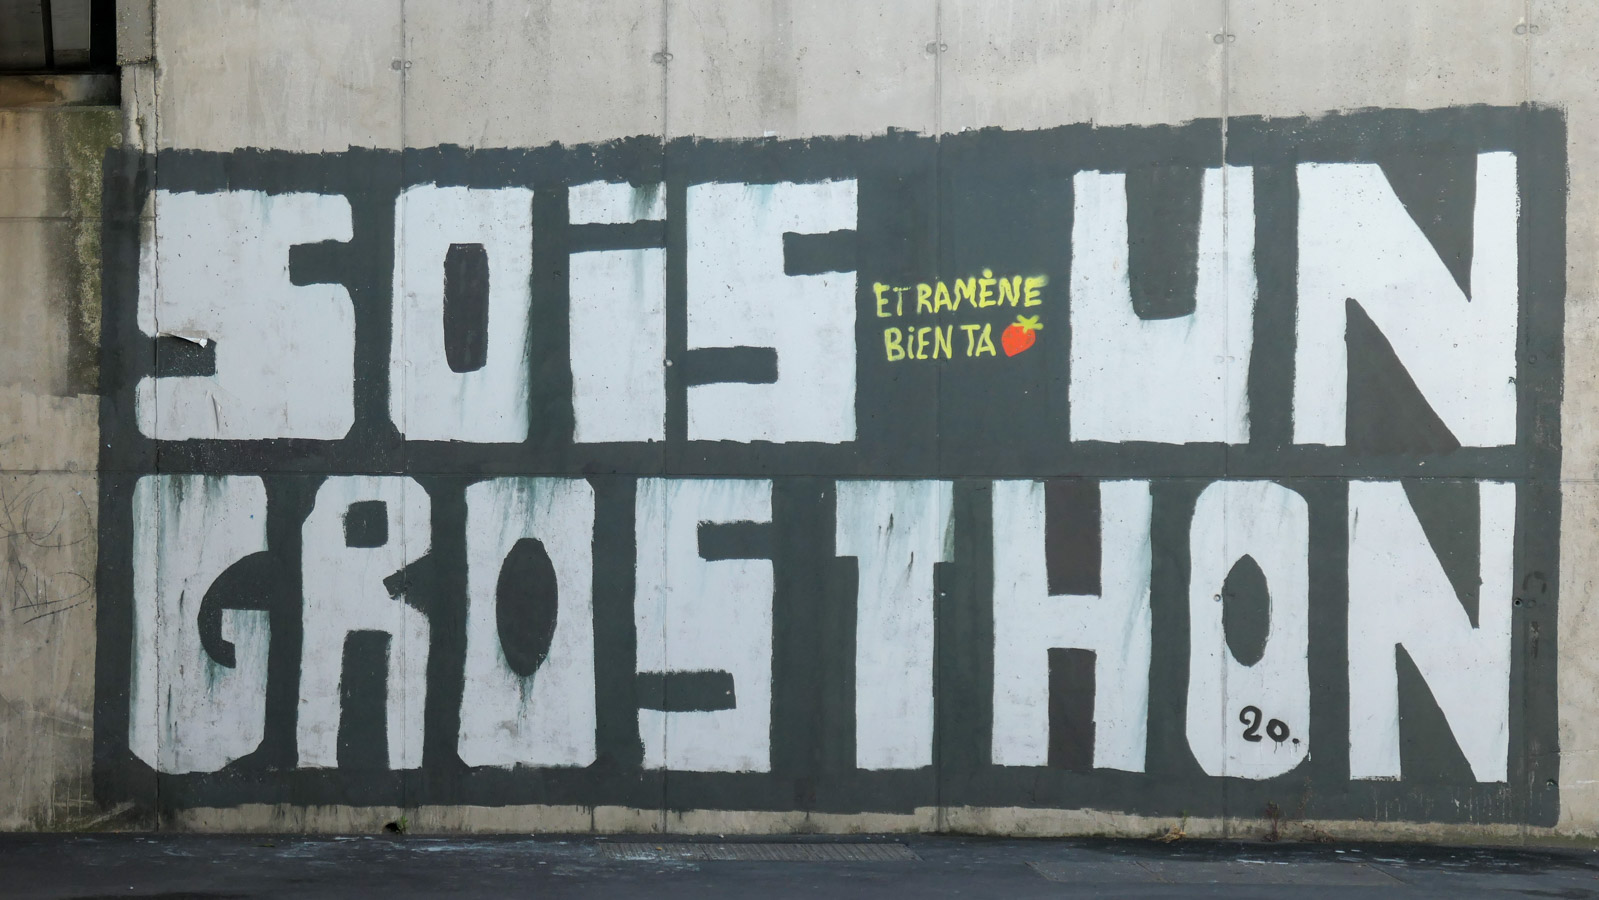 SOiS UN
ET RAMÈNE
BiEN TA
GROS THON
20.